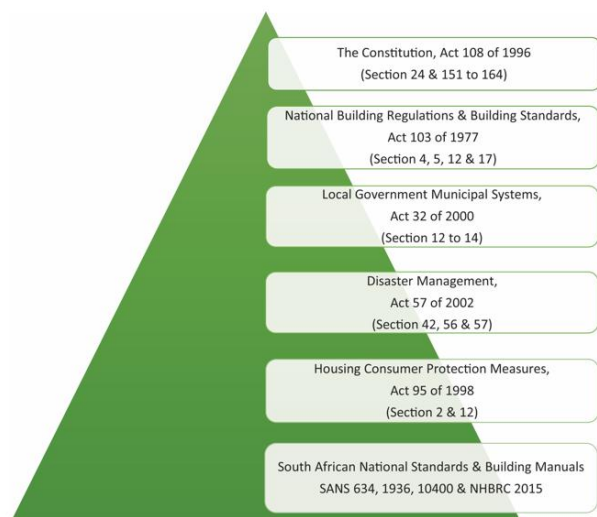 The Constitution, Act 108 of 1996
(Section 24 & 151 to 164)
National Building Regulations & Building Standards,
Act 103 of 1977
(Section 4, 5, 12 & 17)
Local Government Municipal Systems,
Act 32 of 2000
(Section 12 to 14)
Disaster Management,
Act 57 of 2002
(Section 42, 56 & 57)
Housing Consumer Protection Measures,
Act 95 of 1998
(Section 2 & 12)
South African National Standards & Building Manuals
SANS 634, 1936, 10400 & NHBRC 2015